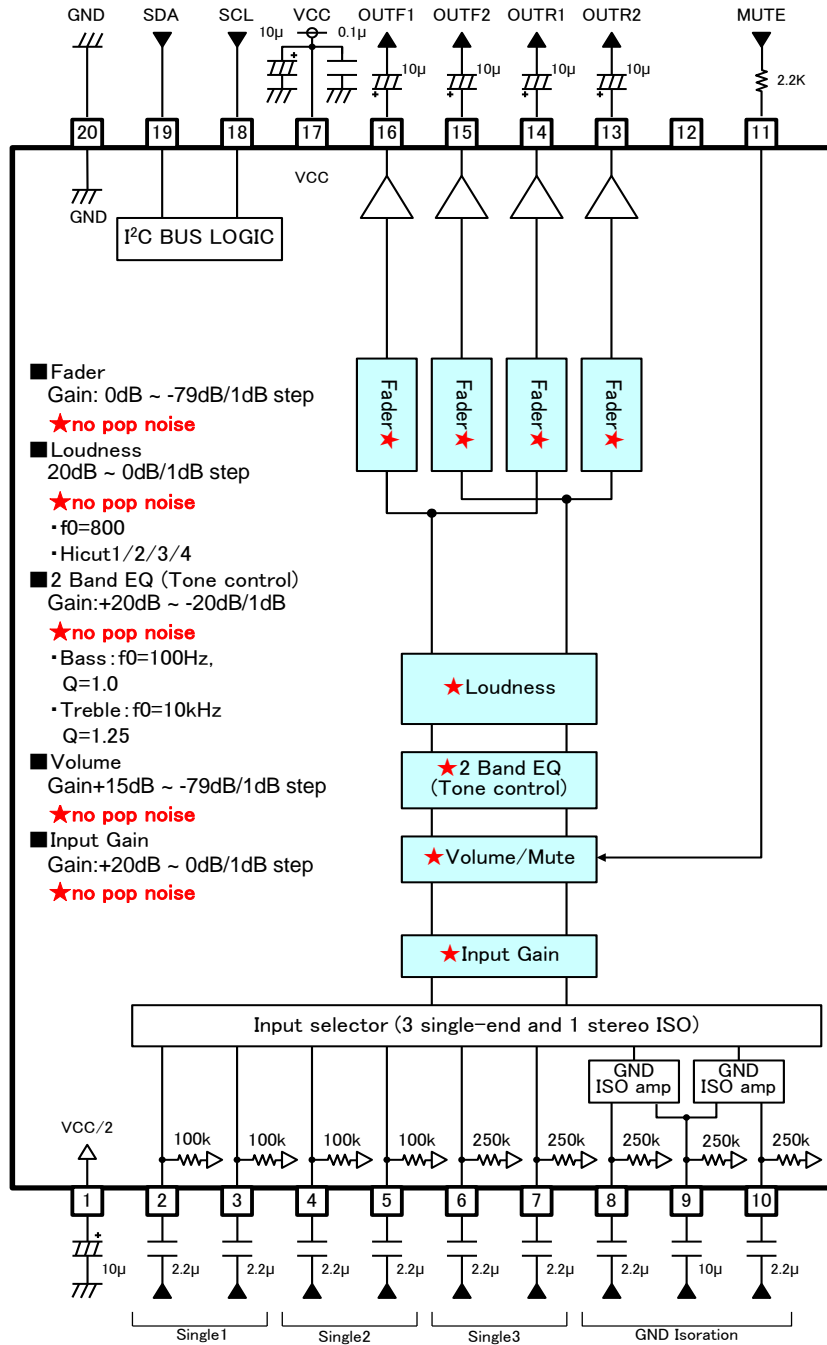 GND SDA SCL VCC OUTF1 OUTF2 OUTR1 OUTR2 MUTE
10μ 0.1μ
+
10μ 10μ 10μ 10μ 2.2K
+ + + +
20 19 18 17 16 15 14 13 12 11
VCC
GND
I²C BUS LOGIC
■Fader
Gain: 0dB ~ -79dB/1dB step
★no pop noise
■Loudness
20dB ~ 0dB/1dB step
★no pop noise
・f0=800
・Hicut1/2/3/4
■2 Band EQ (Tone control)
Gain:+20dB ~ -20dB/1dB
★no pop noise
・Bass:f0=100Hz,
Q=1.0
・Treble:f0=10kHz
Q=1.25
■Volume
Gain+15dB ~ -79dB/1dB step
★no pop noise
■Input Gain
Gain:+20dB ~ 0dB/1dB step
★no pop noise
Fader★ Fader★ Fader★ Fader★
★Loudness
★2 Band EQ
(Tone control)
★Volume/Mute
★Input Gain
Input selector (3 single-end and 1 stereo ISO)
GND
ISO amp
GND
ISO amp
VCC/2
100k 100k 100k 100k 250k 250k 250k 250k 250k
1 2 3 4 5 6 7 8 9 10
+
10μ 2.2μ 2.2μ 2.2μ 2.2μ 2.2μ 2.2μ 2.2μ 10μ 2.2μ
Single1 Single2 Single3 GND Isoration